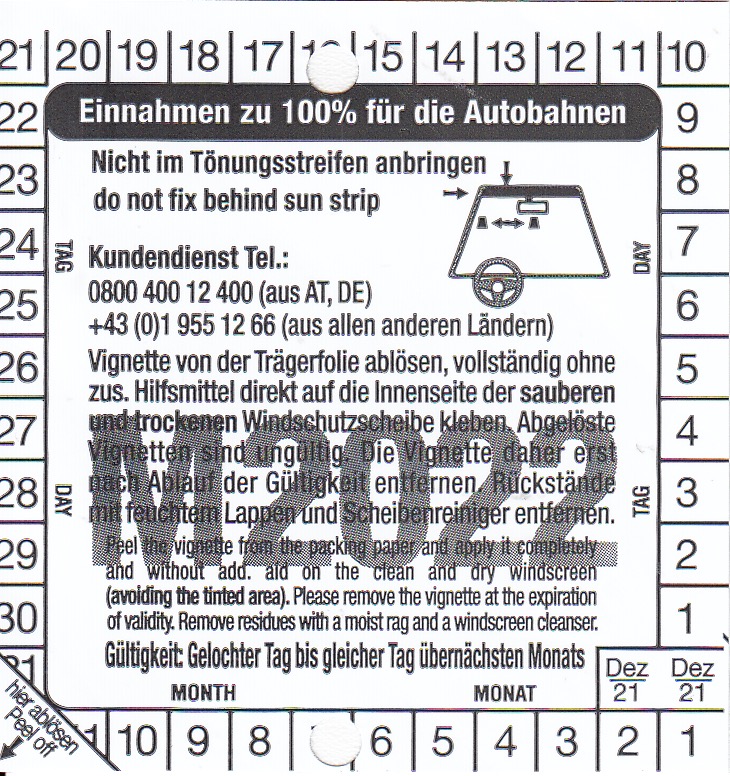 21 20 19 18 17 15 14 13 12 11 10
22
23
24
25
26
27
28
29
30
31
9
8
7
6
5
4
3
2
1
Einnahmen zu 100% für die Autobahnen
Nicht im Tönungsstreifen anbringen
do not fix behind sun strip
TAG
DAY
Kundendienst Tel.:
0800 400 12 400 (aus AT, DE)
+43 (0)1 955 12 66 (aus allen anderen Ländern)
Vignette von der Trägerfolie ablösen, vollständig ohne
zus. Hilfsmittel direkt auf die Innenseite der sauberen
und trockenen Windschutzscheibe kleben. Abgelöste
Vignetten sind ungültig. Die Vignette daher erst
nach Ablauf der Gültigkeit entfernen. Rückstände
mit feuchtem Lappen und Scheibenreiniger entfernen.
M2022
DAY
TAG
Peel the vignette from the packing paper and apply it completely
and without add. aid on the clean and dry windscreen
(avoiding the tinted area). Please remove the vignette at the expiration
of validity. Remove residues with a moist rag and a windscreen cleanser.
Gültigkeit: Gelochter Tag bis gleicher Tag übernächsten Monats
MONTH MONAT
Dez Dez
21 21
hier ablösen
Peel off
10 9 8 6 5 4 3 2 1